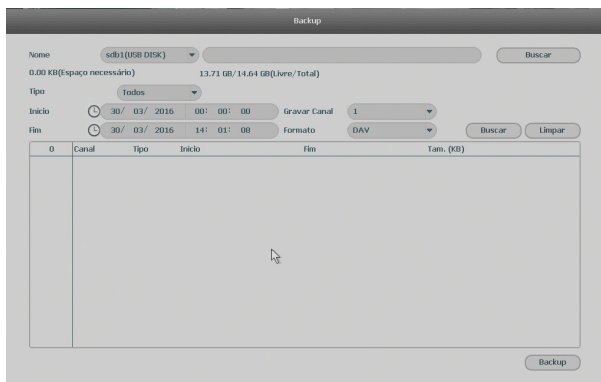 Backup
Nome sdb1(USB DISK) Buscar
0.00 KB(Espaço necessário) 13.71 GB/14.64 GB(Livre/Total)
Tipo Todos
Início 30/ 03/ 2016 00: 00: 00 Gravar Canal 1
Fim 30/ 03/ 2016 14: 01: 08 Formato DAV Buscar Limpar
0 Canal Tipo Início Fim Tam. (KB)
Backup